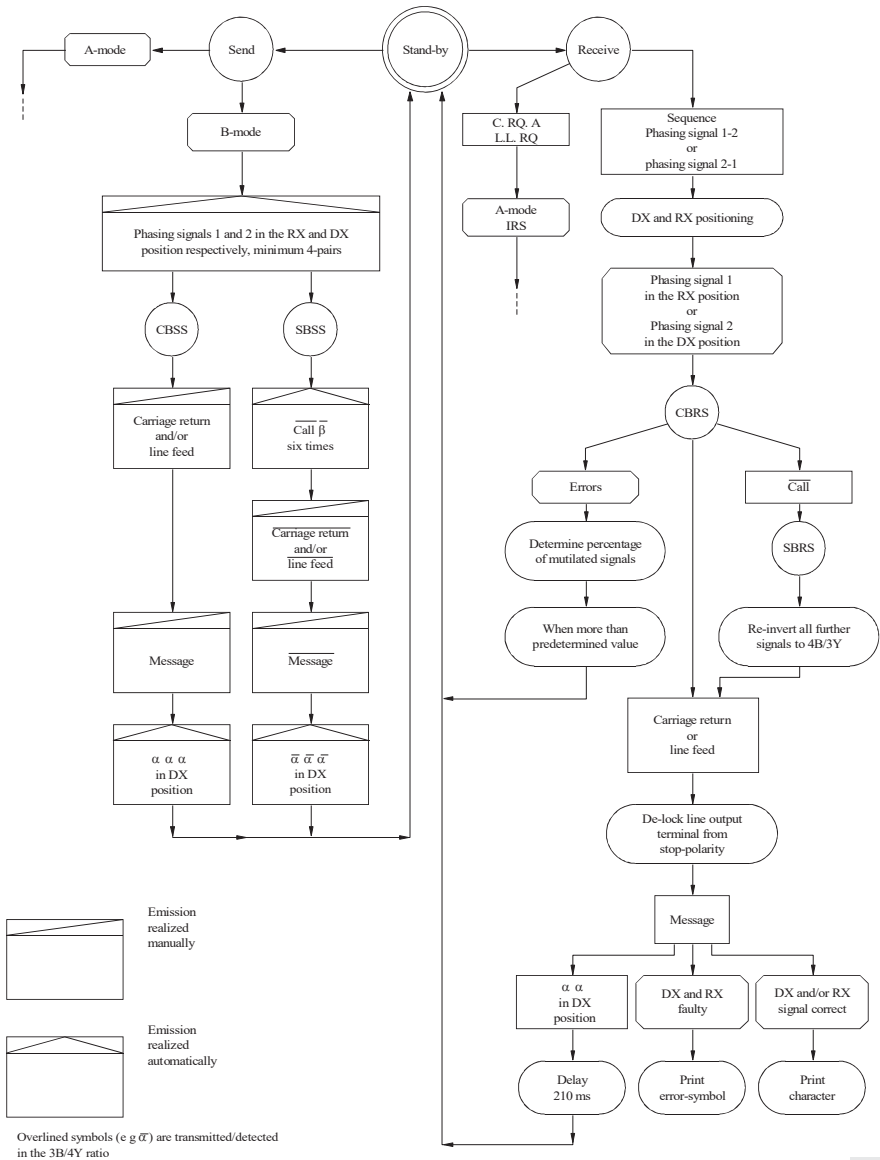 A-mode
Send
Stand-by
Receive
B-mode
C. RQ. A
L.L. RQ
Sequence
Phasing signal 1-2
or
phasing signal 2-1
A-mode
IRS
DX and RX positioning
Phasing signals 1 and 2 in the RX and DX
position respectively, minimum 4-pairs
Phasing signal 1
in the RX position
or
Phasing signal 2
in the DX position
CBSS
SBSS
CBRS
Carriage return
and/or
line feed
C̅a̅l̅l̅ β̅
six times
Errors
C̅a̅l̅l̅
C̅a̅r̅r̅i̅a̅g̅e̅ r̅e̅t̅u̅r̅n̅
and/or
l̅i̅n̅e̅ f̅e̅e̅d̅
Determine percentage
of mutilated signals
SBRS
When more than
predetermined value
Re-invert all further
signals to 4B/3Y
Message
M̅e̅s̅s̅a̅g̅e̅
Carriage return
or
line feed
α α α
in DX
position
α̅ α̅ α̅
in DX
position
De-lock line output
terminal from
stop-polarity
Message
α α
in DX
position
DX and RX
faulty
DX and/or RX
signal correct
Delay
210 ms
Print
error-symbol
Print
character
Emission
realized
manually
Emission
realized
automatically
Overlined symbols (e g α̅) are transmitted/detected
in the 3B/4Y ratio